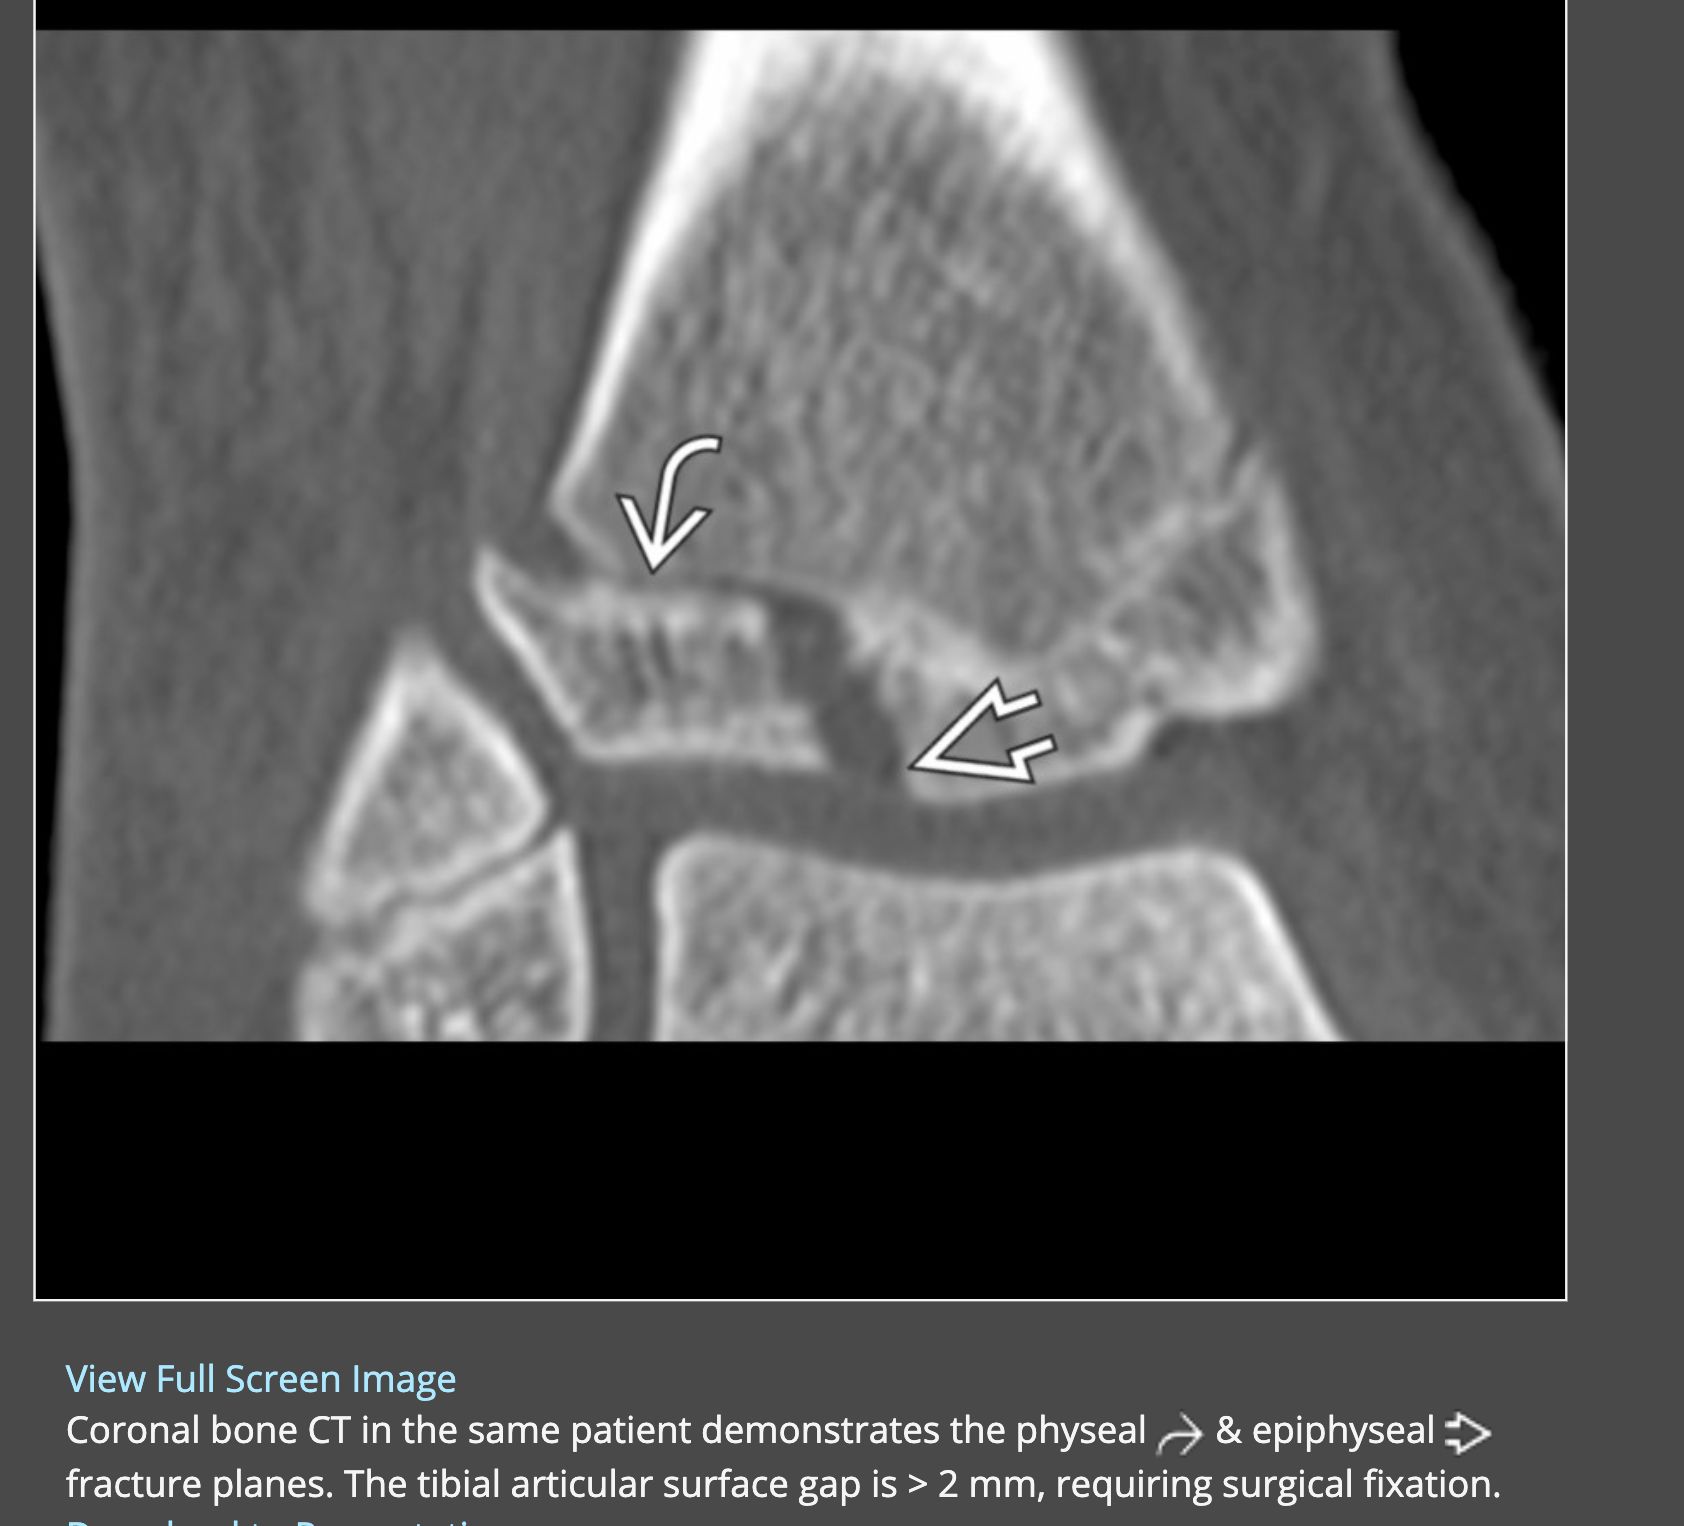 View Full Screen Image
Coronal bone CT in the same patient demonstrates the physeal & epiphyseal
fracture planes. The tibial articular surface gap is > 2 mm, requiring surgical fixation.